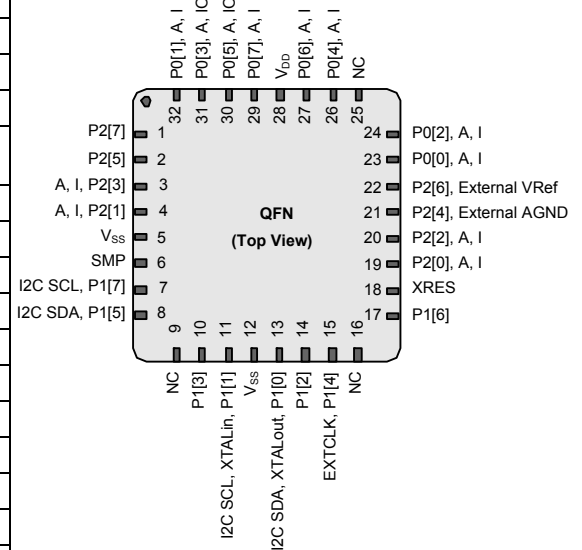 P0[1], A, I
P0[3], A, IO
P0[5], A, IO
P0[7], A, I
VDD
P0[6], A, I
P0[4], A, I
NC
32
31
30
29
28
27
26
25
P2[7] 1
P2[5] 2
A, I, P2[3] 3
A, I, P2[1] 4
VSS 5
SMP 6
I2C SCL, P1[7] 7
I2C SDA, P1[5] 8
QFN
(Top View)
24 P0[2], A, I
23 P0[0], A, I
22 P2[6], External VRef
21 P2[4], External AGND
20 P2[2], A, I
19 P2[0], A, I
18 XRES
17 P1[6]
9
10
11
12
13
14
15
16
NC
P1[3]
I2C SCL, XTALin, P1[1]
VSS
I2C SDA, XTALout, P1[0]
P1[2]
EXTCLK, P1[4]
NC